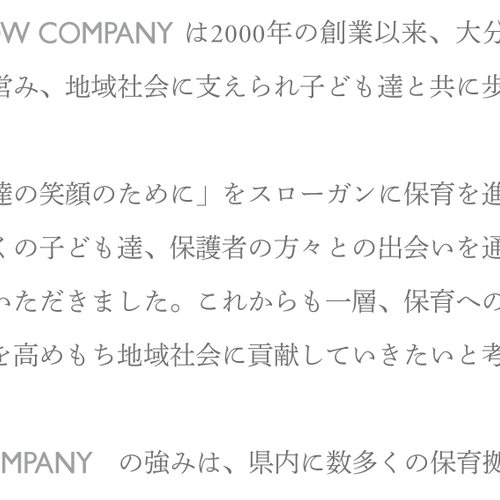 OW COMPANY は2000年の創業以来、大分
営み、地域社会に支えられ子ども達と共に歩
達の笑顔のために」をスローガンに保育を進
くの子ども達、保護者の方々との出会いを通
いただきました。これからも一層、保育への
を高めもち地域社会に貢献していきたいと考
MPANY の強みは、県内に数多くの保育拠